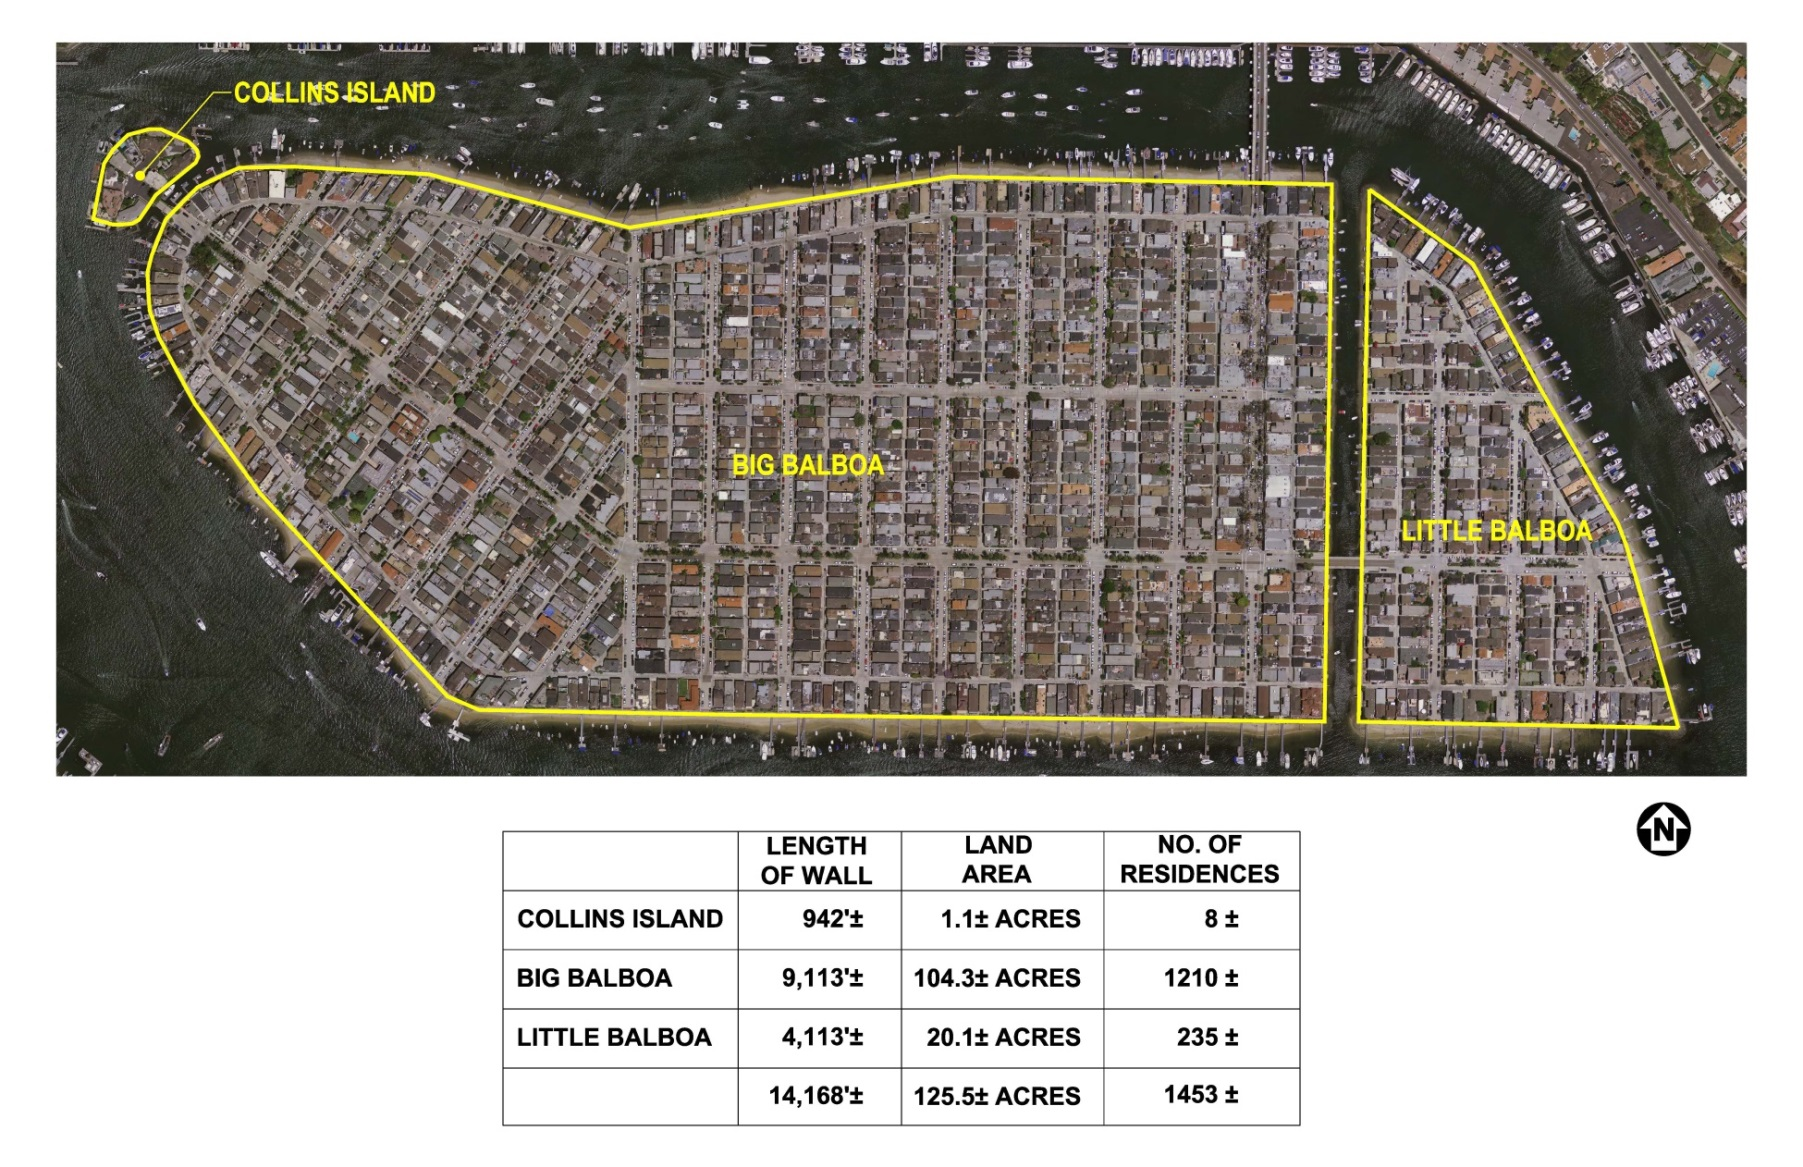 COLLINS ISLAND
BIG BALBOA
LITTLE BALBOA
N
LENGTH OF WALL LAND AREA NO. OF RESIDENCES
COLLINS ISLAND 942'± 1.1± ACRES 8 ±
BIG BALBOA 9,113'± 104.3± ACRES 1210 ±
LITTLE BALBOA 4,113'± 20.1± ACRES 235 ±
14,168'± 125.5± ACRES 1453 ±